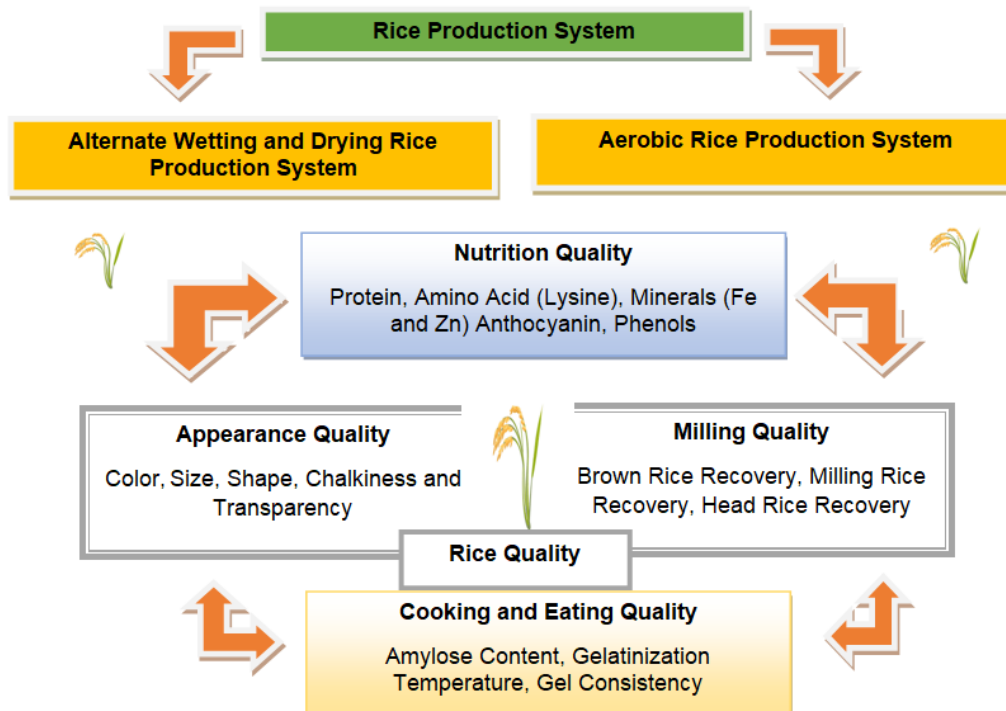 Rice Production System
Alternate Wetting and Drying Rice
Production System
Aerobic Rice Production System
Nutrition Quality
Protein, Amino Acid (Lysine), Minerals (Fe
and Zn) Anthocyanin, Phenols
Appearance Quality
Color, Size, Shape, Chalkiness and
Transparency
Milling Quality
Brown Rice Recovery, Milling Rice
Recovery, Head Rice Recovery
Rice Quality
Cooking and Eating Quality
Amylose Content, Gelatinization
Temperature, Gel Consistency